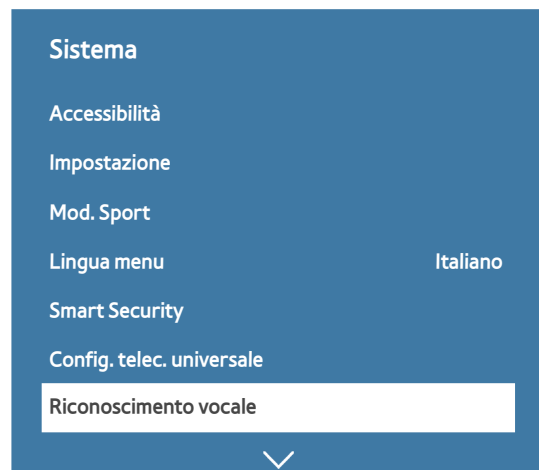 Sistema
Accessibilità
Impostazione
Mod. Sport
Lingua menu Italiano
Smart Security
Config. telec. universale
Riconoscimento vocale